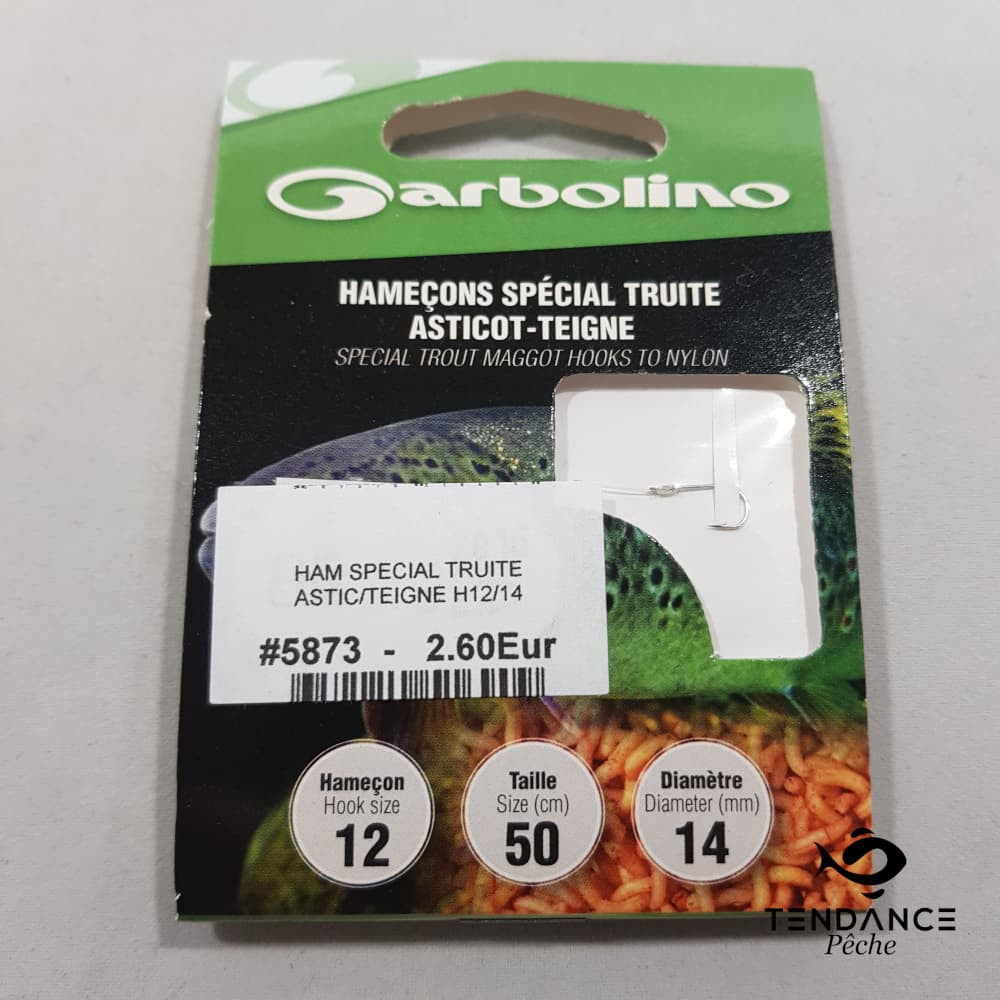 Garbolino
HAMEÇONS SPÉCIAL TRUITE
ASTICOT-TEIGNE
SPECIAL TROUT MAGGOT HOOKS TO NYLON
HAM SPECIAL TRUITE
ASTIC/TEIGNE H12/14
#5873 - 2.60Eur
Hameçon
Hook size
12
Taille
Size (cm)
50
Diamètre
Diameter (mm)
14
TENDANCE
Pêche